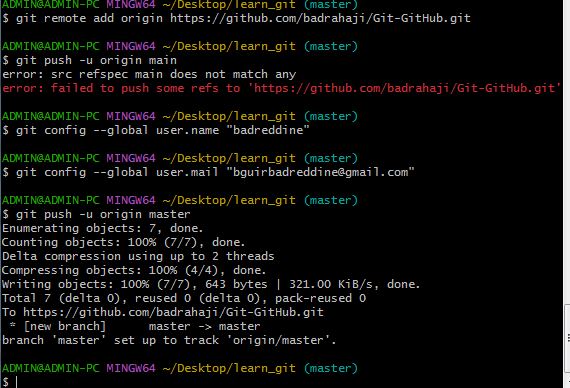 ADMIN@ADMIN-PC MINGW64 ~/Desktop/learn_git (master)
$ git remote add origin https://github.com/badrahaji/Git-GitHub.git
ADMIN@ADMIN-PC MINGW64 ~/Desktop/learn_git (master)
$ git push -u origin main
error: src refspec main does not match any
error: failed to push some refs to 'https://github.com/badrahaji/Git-GitHub.git'
ADMIN@ADMIN-PC MINGW64 ~/Desktop/learn_git (master)
$ git config --global user.name "badreddine"
ADMIN@ADMIN-PC MINGW64 ~/Desktop/learn_git (master)
$ git config --global user.mail "bguirbadreddine@gmail.com"
ADMIN@ADMIN-PC MINGW64 ~/Desktop/learn_git (master)
$ git push -u origin master
Enumerating objects: 7, done.
Counting objects: 100% (7/7), done.
Delta compression using up to 2 threads
Compressing objects: 100% (4/4), done.
Writing objects: 100% (7/7), 643 bytes | 321.00 KiB/s, done.
Total 7 (delta 0), reused 0 (delta 0), pack-reused 0
To https://github.com/badrahaji/Git-GitHub.git
 * [new branch]      master -> master
branch 'master' set up to track 'origin/master'.
ADMIN@ADMIN-PC MINGW64 ~/Desktop/learn_git (master)
$